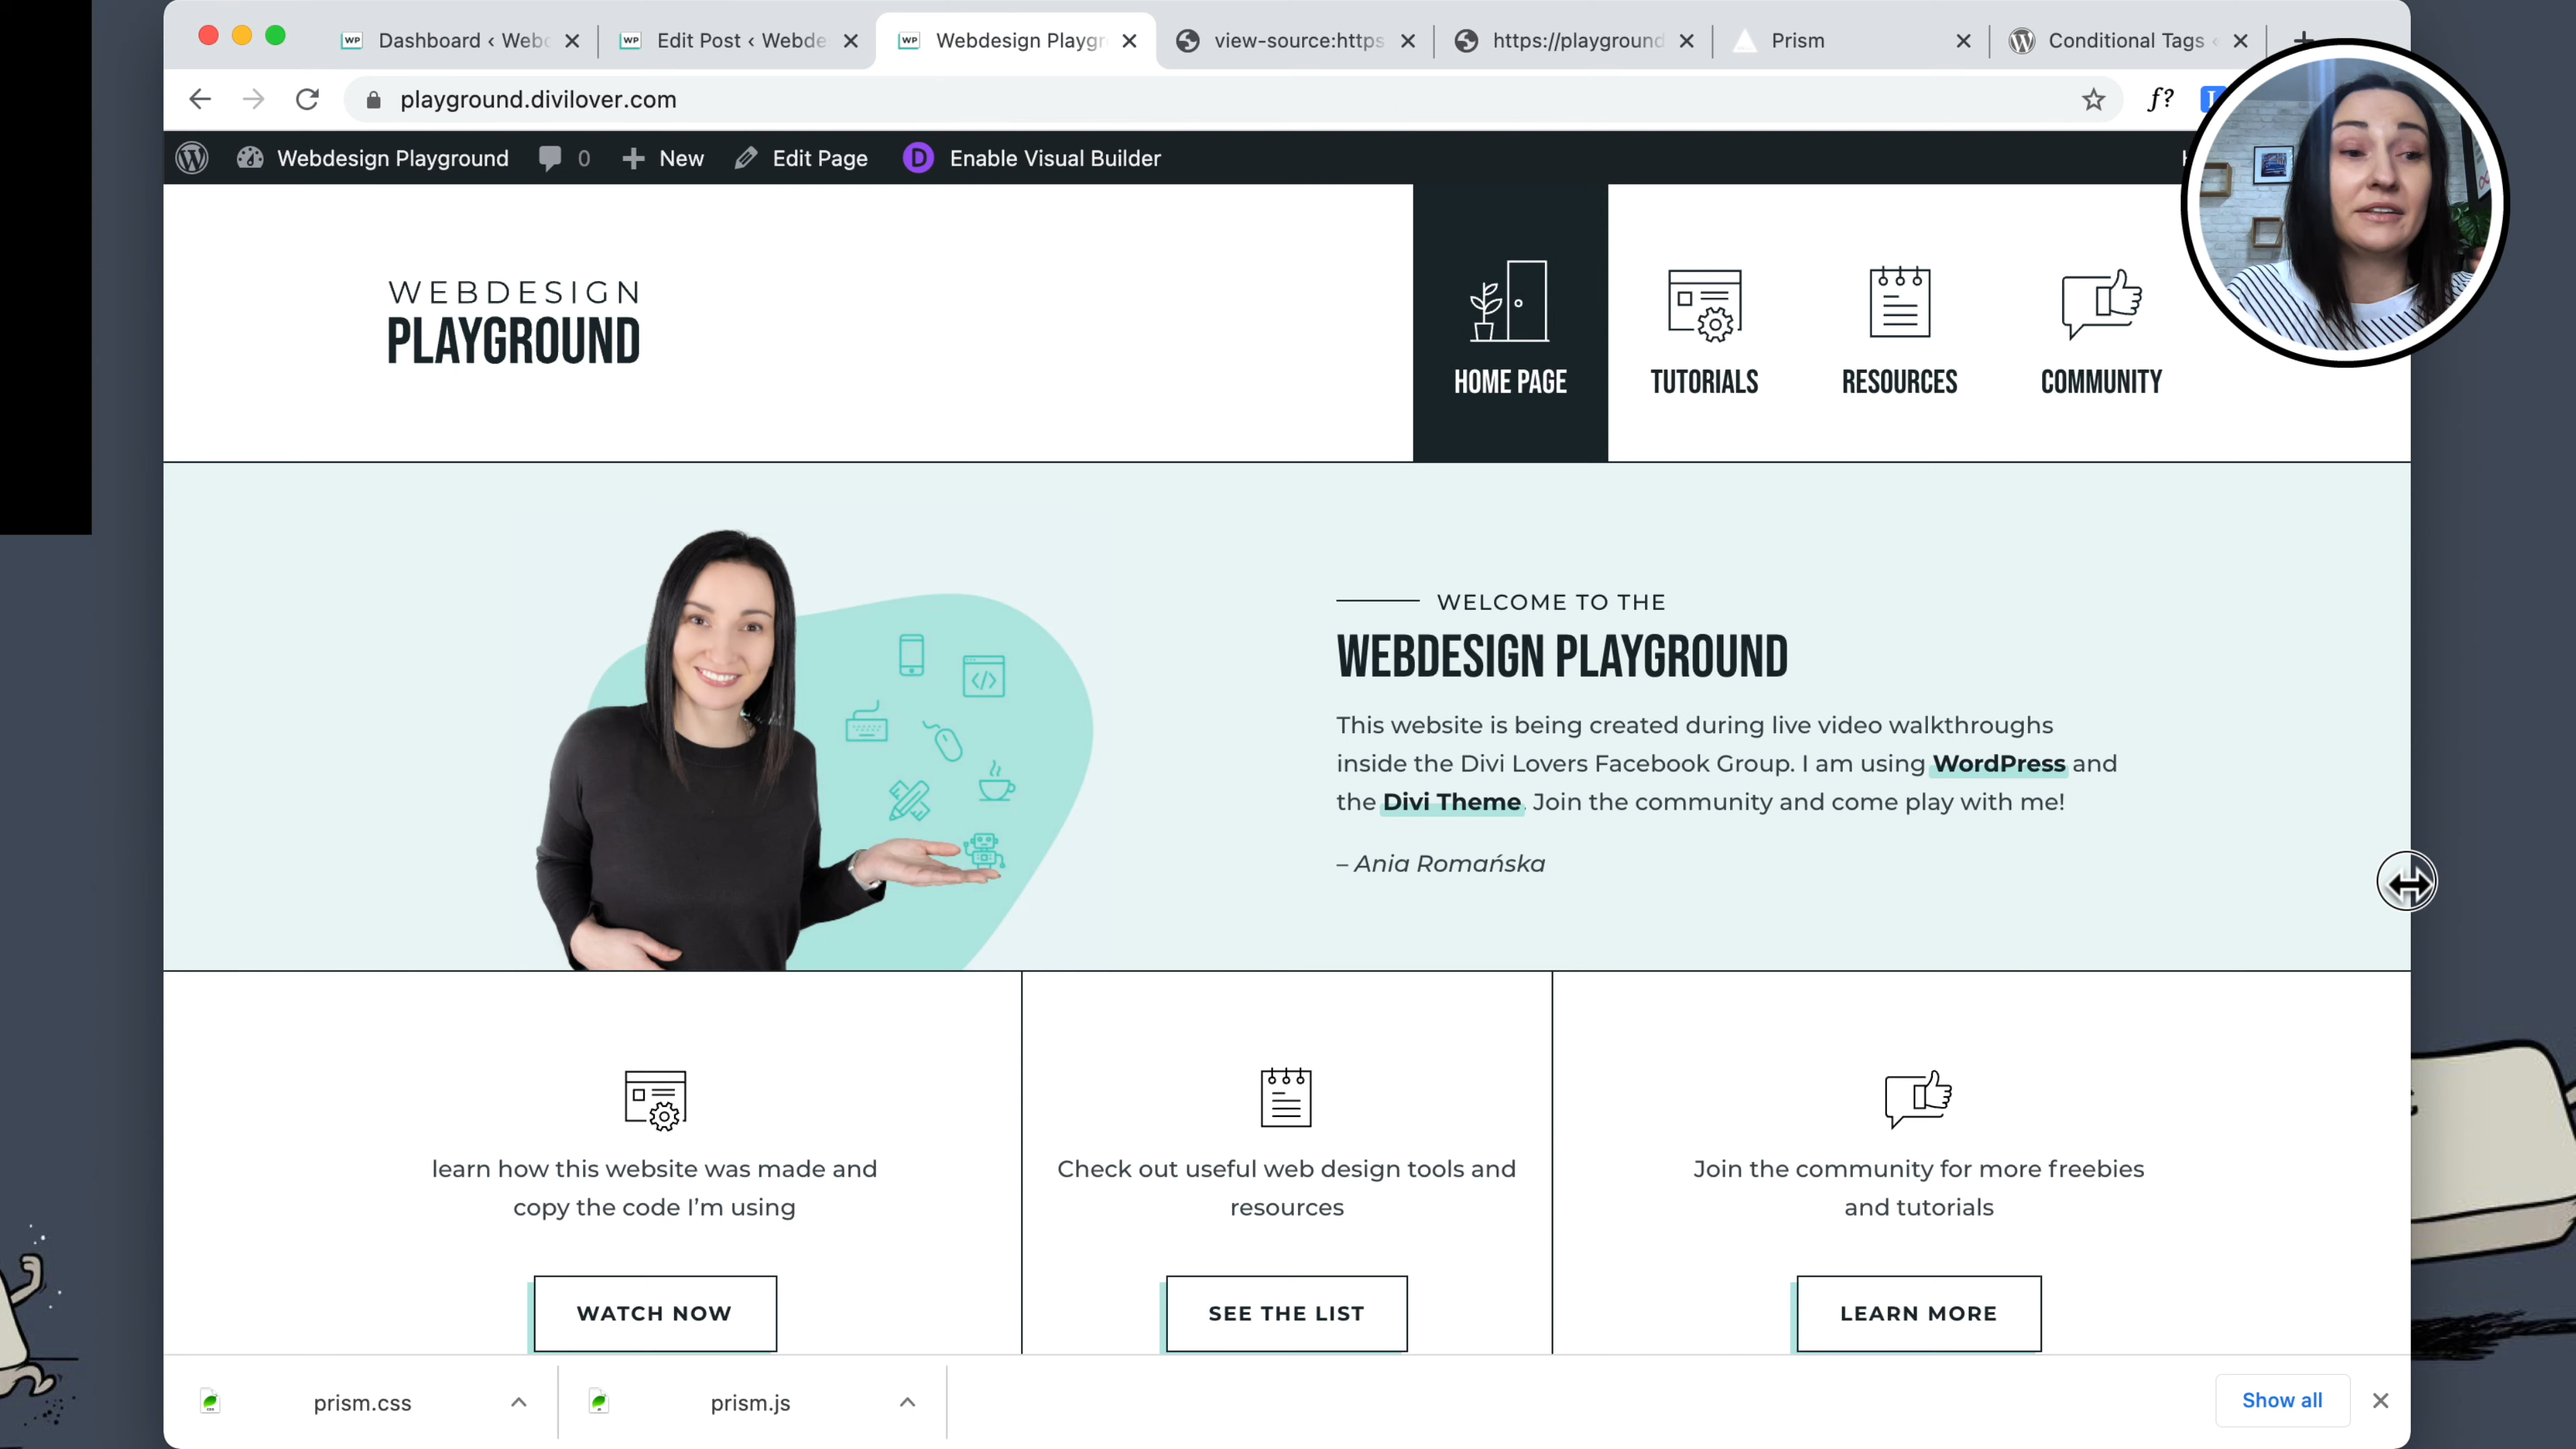 WP Dashboard ‹ Webc
WP Edit Post ‹ Webde
WP Webdesign Playgr
view-source:https
https://playground
Prism
Conditional Tags ‹
playground.divilover.com
f?
Webdesign Playground 0 New Edit Page D Enable Visual Builder
WEBDESIGN
PLAYGROUND
HOME PAGE
TUTORIALS
RESOURCES
COMMUNITY
WELCOME TO THE
WEBDESIGN PLAYGROUND
This website is being created during live video walkthroughs
inside the Divi Lovers Facebook Group. I am using WordPress and
the Divi Theme. Join the community and come play with me!
– Ania Romańska
learn how this website was made and
copy the code I'm using
WATCH NOW
Check out useful web design tools and
resources
SEE THE LIST
Join the community for more freebies
and tutorials
LEARN MORE
prism.css
prism.js
Show all